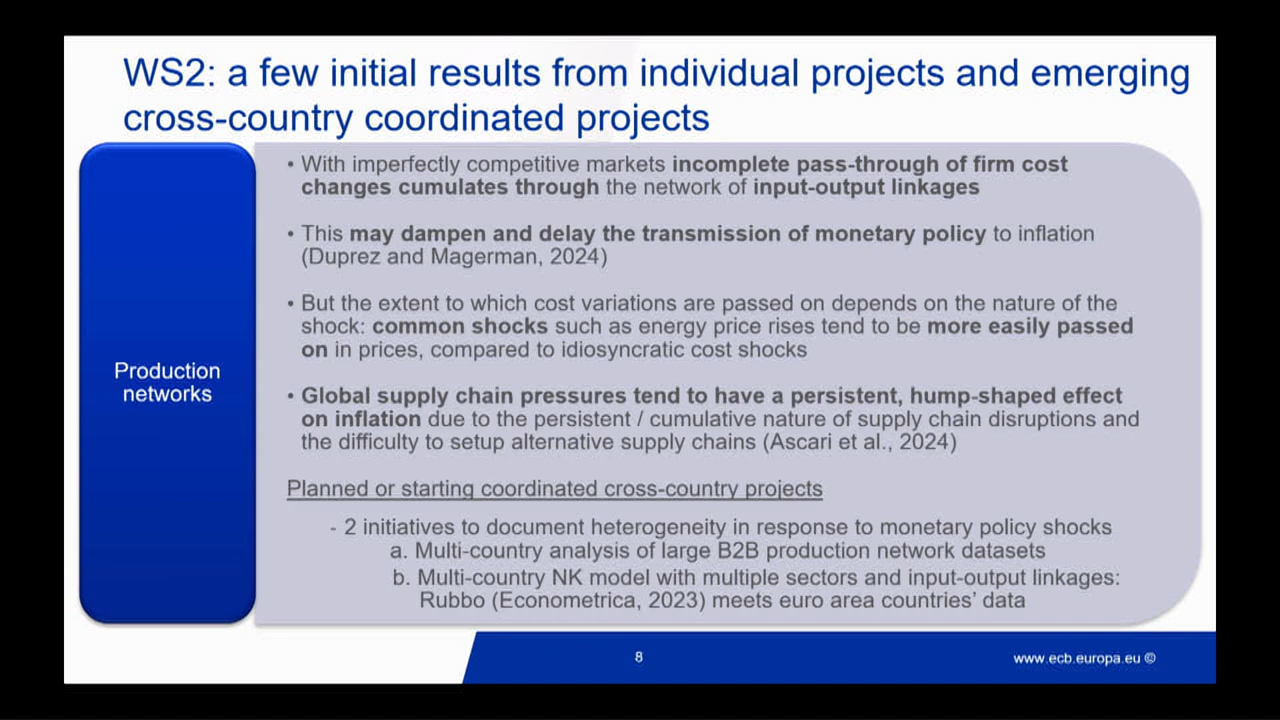 WS2: a few initial results from individual projects and emerging
cross-country coordinated projects
Production
networks
• With imperfectly competitive markets incomplete pass-through of firm cost
changes cumulates through the network of input-output linkages
• This may dampen and delay the transmission of monetary policy to inflation
(Duprez and Magerman, 2024)
• But the extent to which cost variations are passed on depends on the nature of the
shock: common shocks such as energy price rises tend to be more easily passed
on in prices, compared to idiosyncratic cost shocks
• Global supply chain pressures tend to have a persistent, hump-shaped effect
on inflation due to the persistent / cumulative nature of supply chain disruptions and
the difficulty to setup alternative supply chains (Ascari et al., 2024)
Planned or starting coordinated cross-country projects
- 2 initiatives to document heterogeneity in response to monetary policy shocks
a. Multi-country analysis of large B2B production network datasets
b. Multi-country NK model with multiple sectors and input-output linkages:
Rubbo (Econometrica, 2023) meets euro area countries’ data
8
www.ecb.europa.eu ©